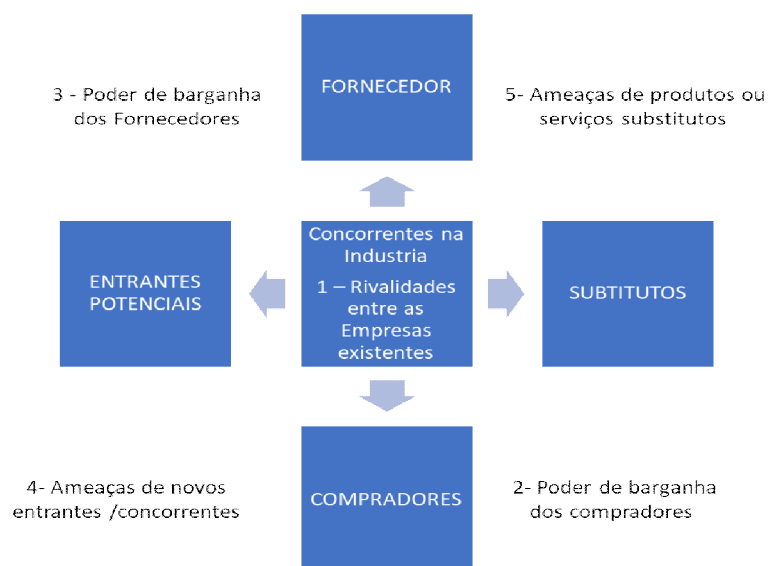 FORNECEDOR
3 - Poder de barganha
dos Fornecedores
5- Ameaças de produtos ou
serviços substitutos
ENTRANTES
POTENCIAIS
Concorrentes na
Industria
1 – Rivalidades
entre as
Empresas
existentes
SUBTITUTOS
4- Ameaças de novos
entrantes /concorrentes
COMPRADORES
2- Poder de barganha
dos compradores